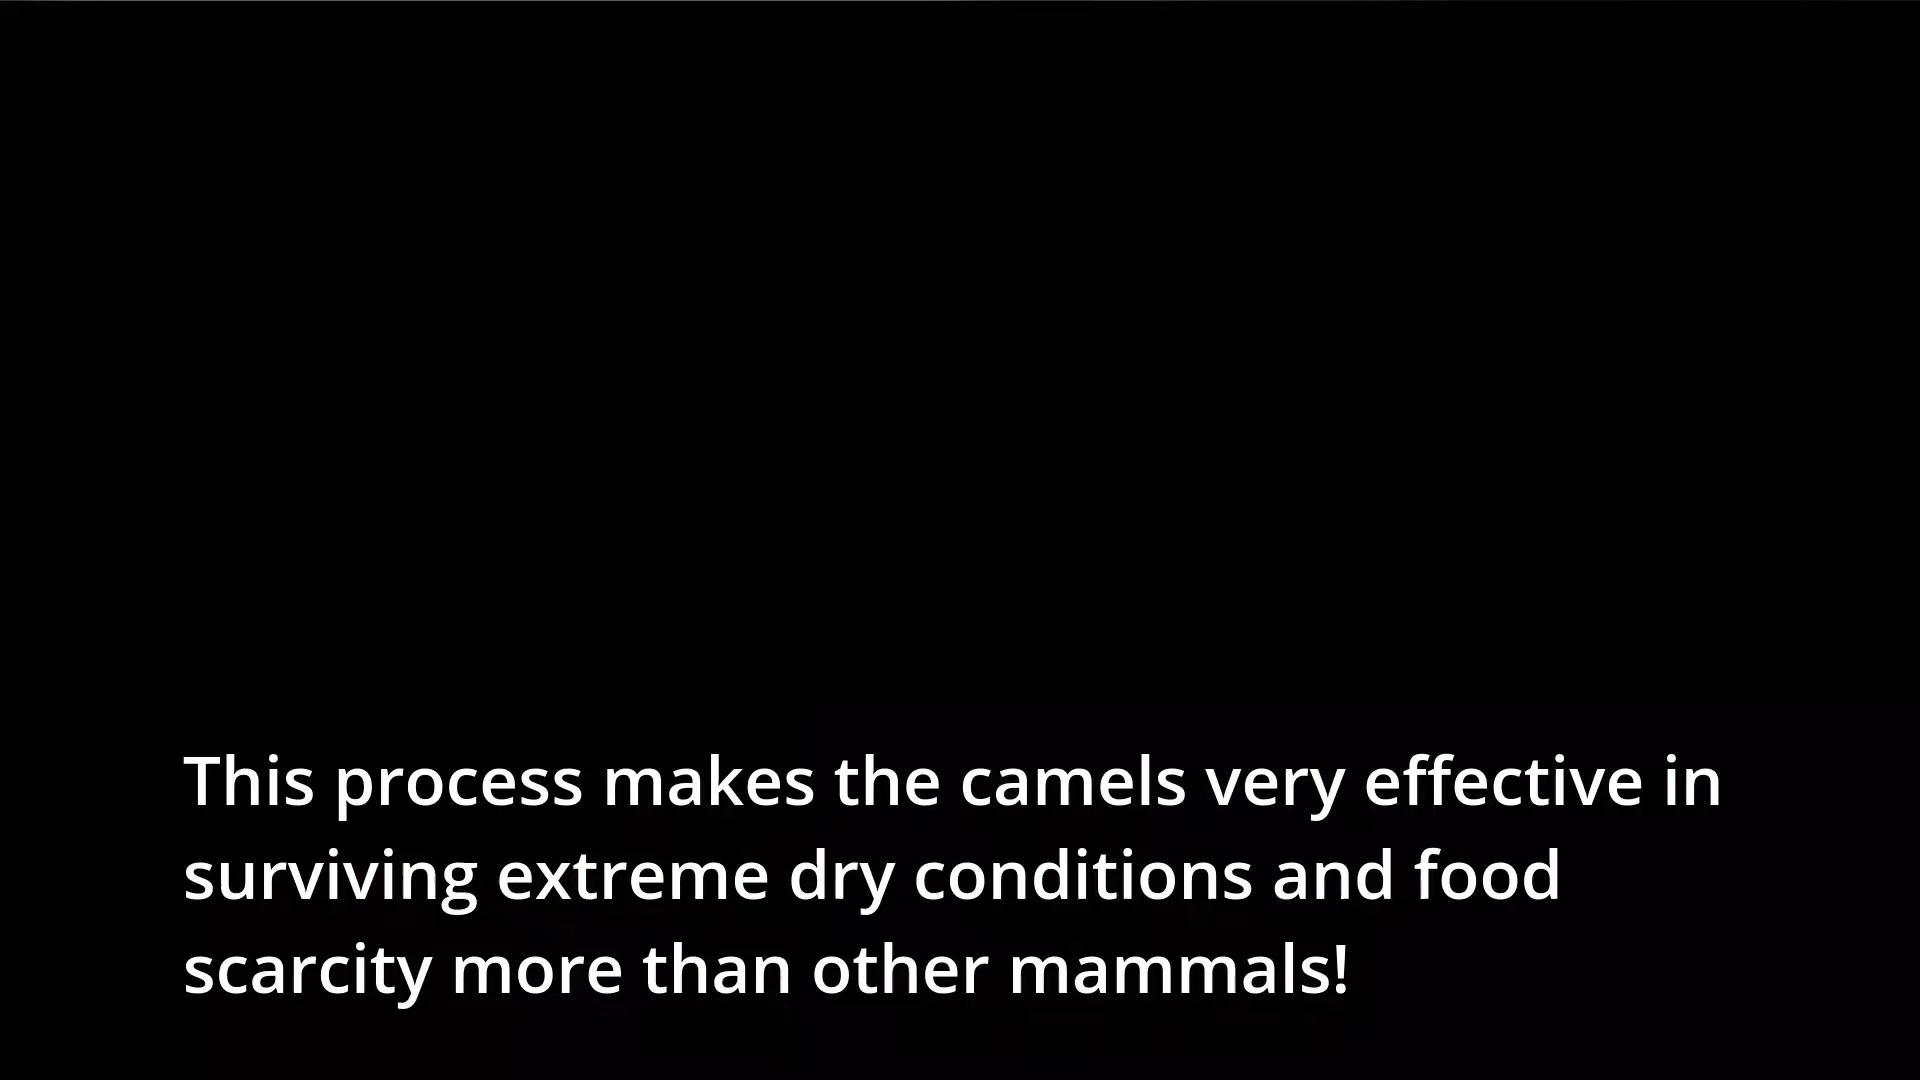 This process makes the camels very effective in
surviving extreme dry conditions and food
scarcity more than other mammals!